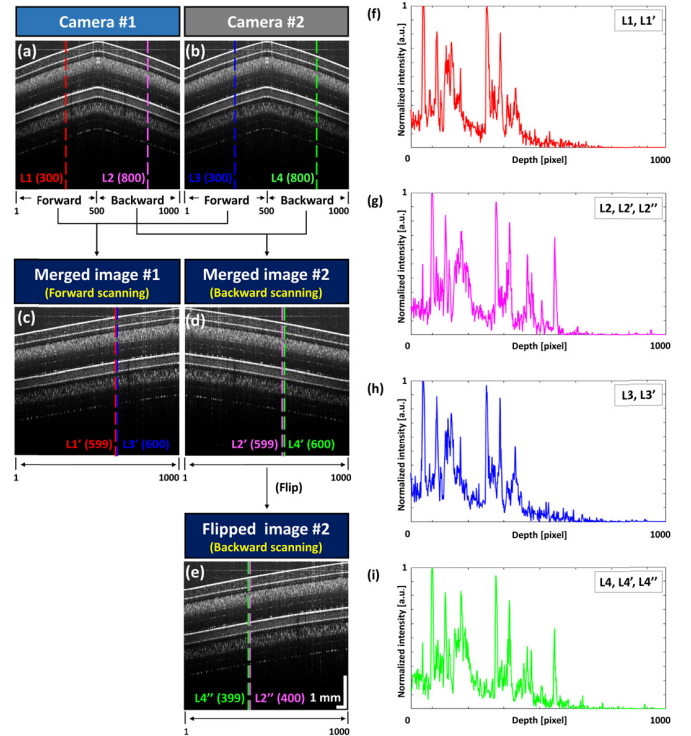 Camera #1
Camera #2
(a)
(b)
L1 (300)
L2 (800)
L3 (300)
L4 (800)
Forward
Backward
Forward
Backward
1
500
1000
1
500
1000
Merged image #1
(Forward scanning)
Merged image #2
(Backward scanning)
(c)
(d)
L1' (599)
L3' (600)
L2' (599)
L4' (600)
1
1000
1
1000
(Flip)
Flipped image #2
(Backward scanning)
(e)
L4'' (399)
L2'' (400)
1 mm
1
1000
(f)
Normalized intensity [a.u.]
1
L1, L1'
0
Depth [pixel]
1000
(g)
Normalized intensity [a.u.]
1
L2, L2', L2''
0
Depth [pixel]
1000
(h)
Normalized intensity [a.u.]
1
L3, L3'
0
Depth [pixel]
1000
(i)
Normalized intensity [a.u.]
1
L4, L4', L4''
0
Depth [pixel]
1000